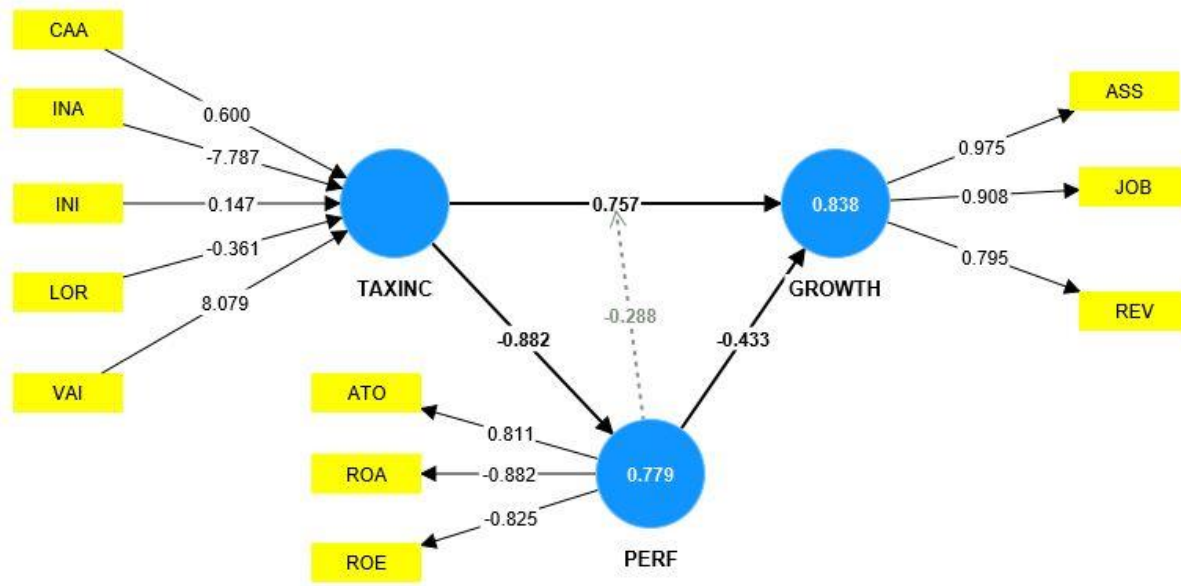 CAA
INA
INI
LOR
VAI
0.600
-7.787
0.147
-0.361
8.079
TAXINC
0.757
-0.882
-0.288
-0.433
0.838
GROWTH
0.975
0.908
0.795
ASS
JOB
REV
ATO
ROA
ROE
0.811
-0.882
-0.825
0.779
PERF